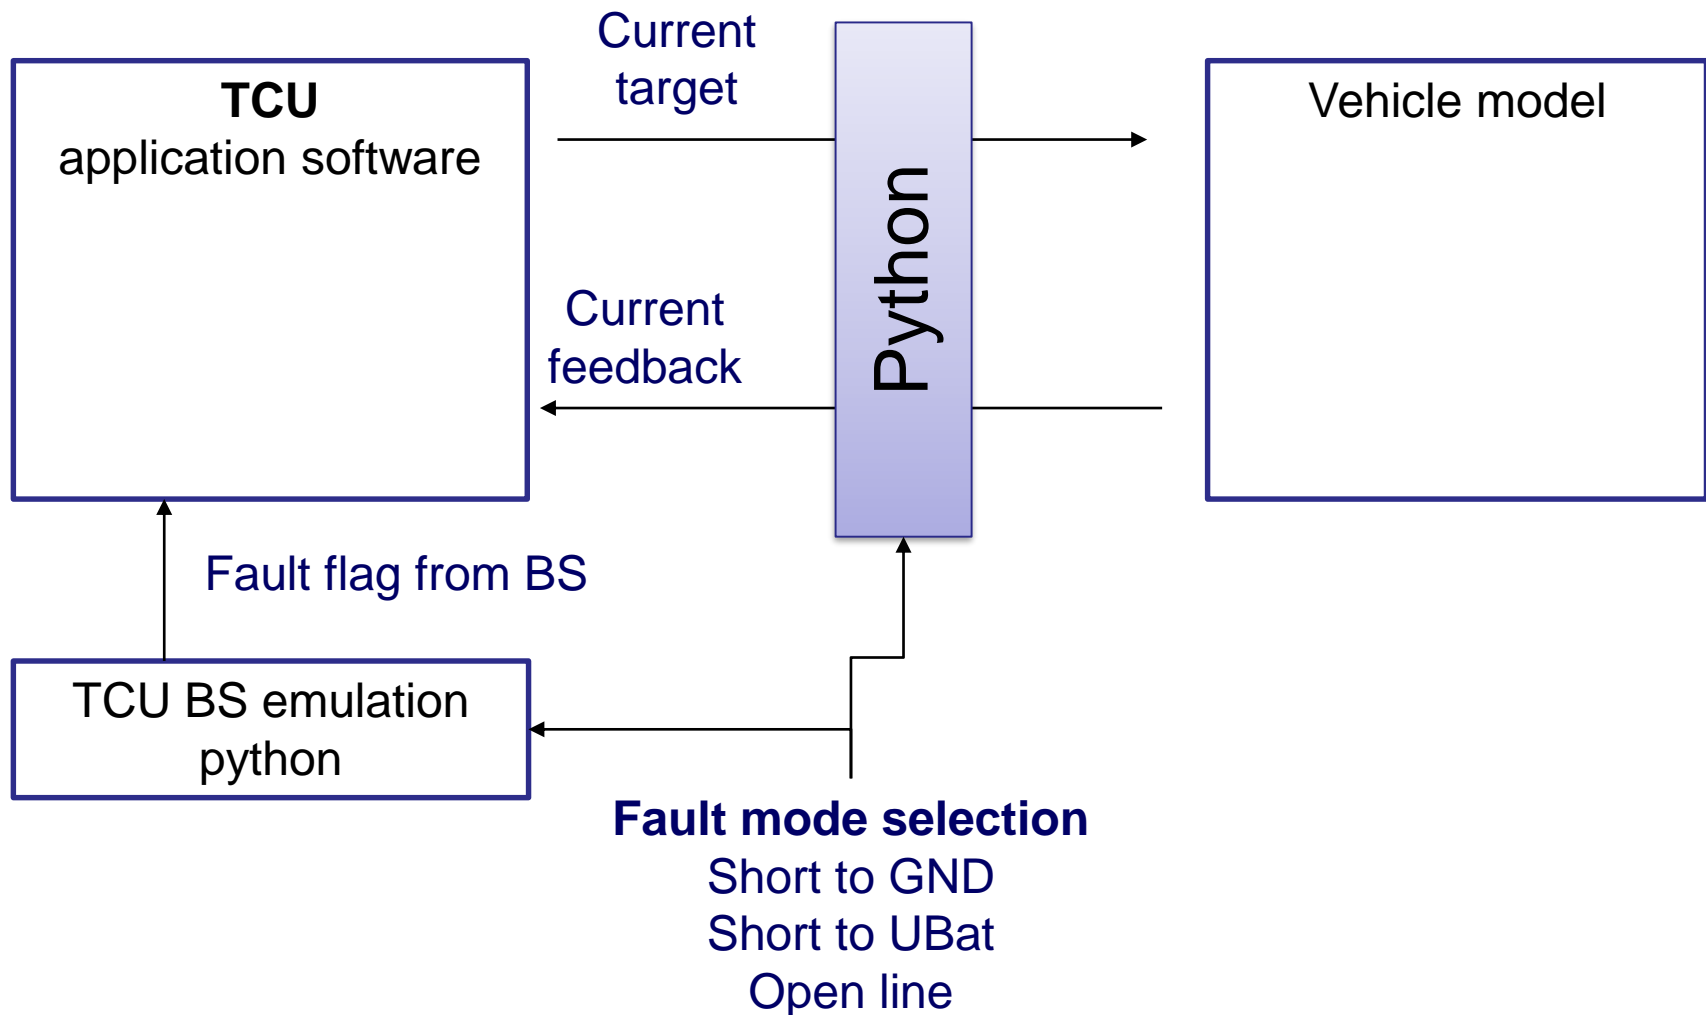 Current
target
TCU
application software
Vehicle model
Python
Current
feedback
Fault flag from BS
TCU BS emulation
python
Fault mode selection
Short to GND
Short to UBat
Open line